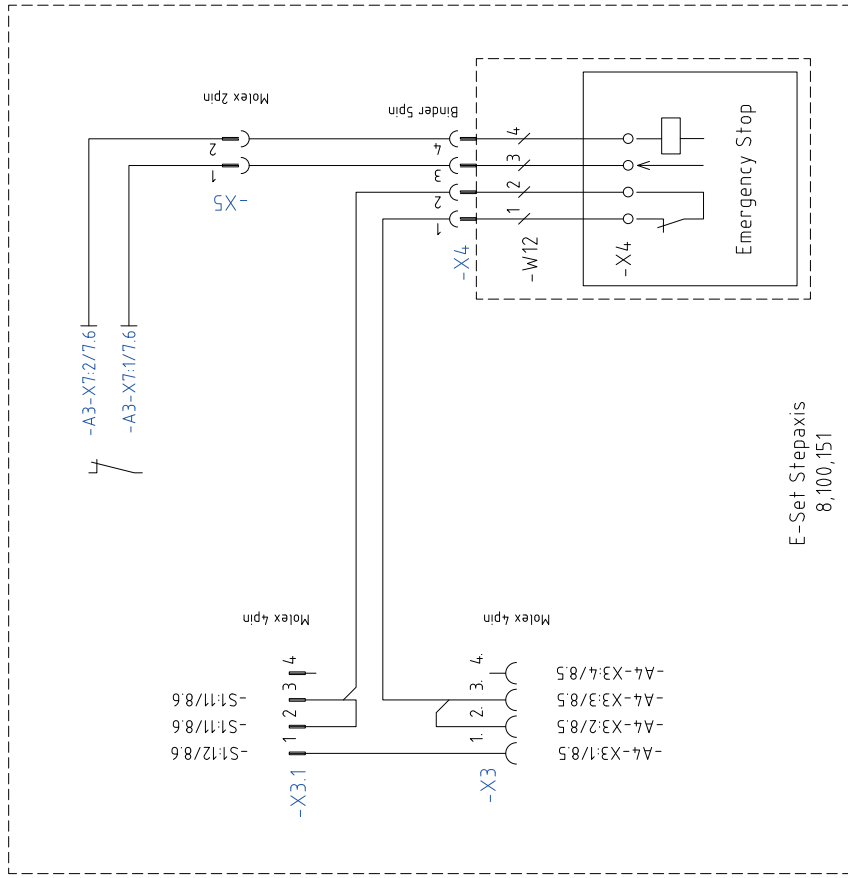 Molex 2pin
Binder 5pin
2
1
-X5
4
3
2
1
-X4
4
3
2
1
-W12
-X4
Emergency Stop
-A3-X7:2/7.6
-A3-X7:1/7.6
E-Set Stepaxis
8,100,151
Molex 4pin
Molex 4pin
4
3
2
1
-S1:11/8.6
-S1:11/8.6
-S1:12/8.6
-X3.1
4.
3.
2.
1.
-X3
-A4-X3:4/8.5
-A4-X3:3/8.5
-A4-X3:2/8.5
-A4-X3:1/8.5